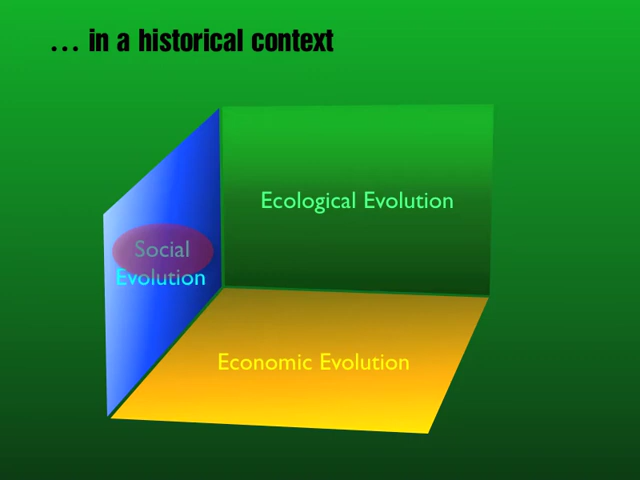 ... in a historical context
Ecological Evolution
Social
Evolution
Economic Evolution